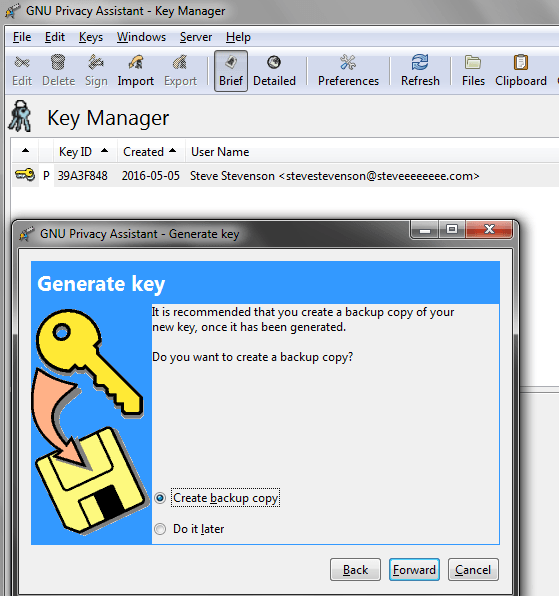 GNU Privacy Assistant - Key Manager
File Edit Keys Windows Server Help
Edit Delete Sign Import Export Brief Detailed Preferences Refresh Files Clipboard
Key Manager
Key ID Created User Name
P 39A3F848 2016-05-05 Steve Stevenson <stevestevenson@steveeeeeeee.com>
GNU Privacy Assistant - Generate key
Generate key
It is recommended that you create a backup copy of your
new key, once it has been generated.
Do you want to create a backup copy?
Create backup copy
Do it later
Back Forward Cancel